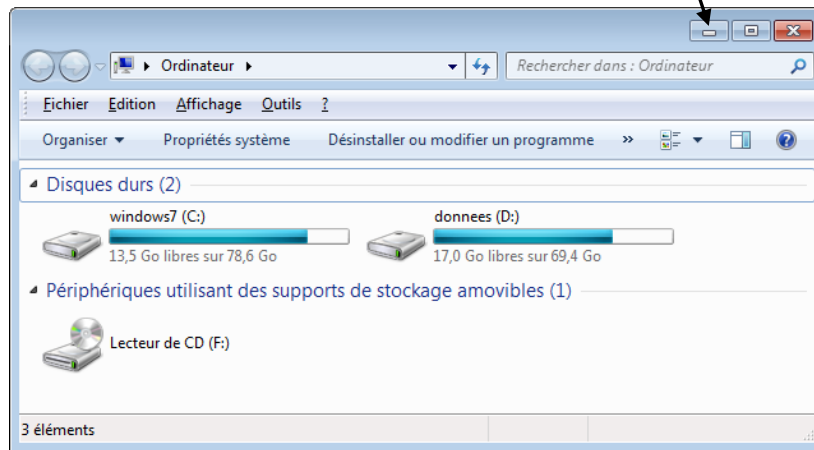 Ordinateur
Rechercher dans : Ordinateur
Fichier Edition Affichage Outils ?
Organiser Propriétés système Désinstaller ou modifier un programme »
Disques durs (2)
windows7 (C:) donnees (D:)
13,5 Go libres sur 78,6 Go 17,0 Go libres sur 69,4 Go
Périphériques utilisant des supports de stockage amovibles (1)
Lecteur de CD (F:)
3 éléments